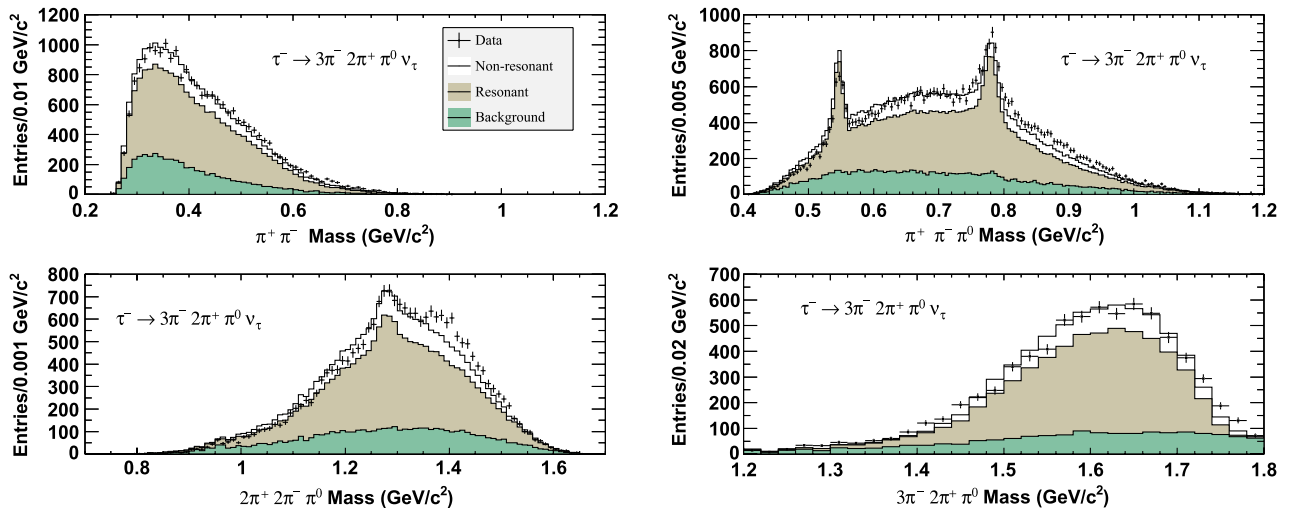 Entries/0.01 GeV/c²
1000
800
600
400
200
0
τ⁻ → 3π⁻ 2π⁺ π⁰ ν_τ
Data
Non-resonant
Resonant
Background
0.2 0.4 0.6 0.8 1 1.2
π⁺ π⁻ Mass (GeV/c²)
Entries/0.005 GeV/c²
1000
800
600
400
200
0
τ⁻ → 3π⁻ 2π⁺ π⁰ ν_τ
0.4 0.5 0.6 0.7 0.8 0.9 1 1.1 1.2
π⁺ π⁻ π⁰ Mass (GeV/c²)
Entries/0.001 GeV/c²
800
700
600
500
400
300
200
100
0
τ⁻ → 3π⁻ 2π⁺ π⁰ ν_τ
0.8 1 1.2 1.4 1.6
2π⁺ 2π⁻ π⁰ Mass (GeV/c²)
Entries/0.02 GeV/c²
700
600
500
400
300
200
100
0
τ⁻ → 3π⁻ 2π⁺ π⁰ ν_τ
1.2 1.3 1.4 1.5 1.6 1.7 1.8
3π⁻ 2π⁺ π⁰ Mass (GeV/c²)